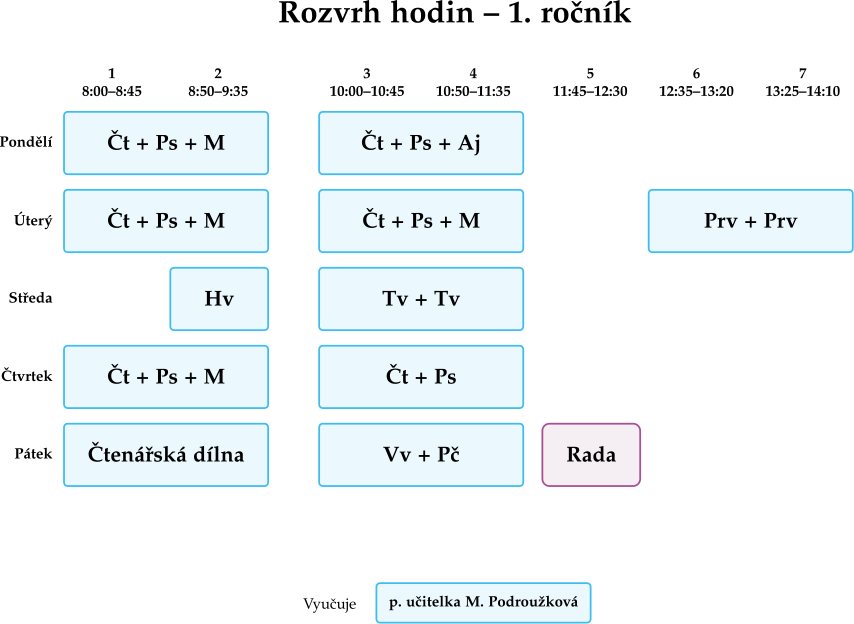 Rozvrh hodin – 1. ročník
1 2 3 4 5 6 7
8:00–8:45 8:50–9:35 10:00–10:45 10:50–11:35 11:45–12:30 12:35–13:20 13:25–14:10
Pondělí Čt + Ps + M Čt + Ps + Aj
Úterý Čt + Ps + M Čt + Ps + M Prv + Prv
Středa Hv Tv + Tv
Čtvrtek Čt + Ps + M Čt + Ps
Pátek Čtenářská dílna Vv + Pč Rada
Vyučuje p. učitelka M. Podroužková